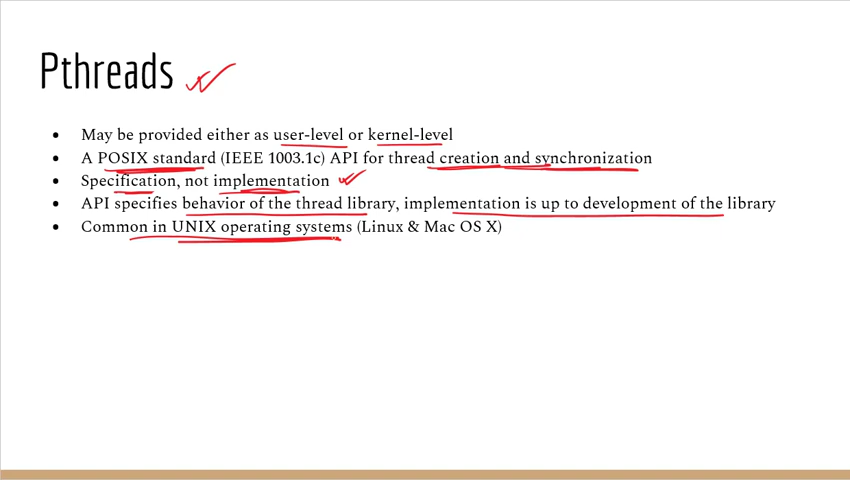 Pthreads
• May be provided either as user-level or kernel-level
• A POSIX standard (IEEE 1003.1c) API for thread creation and synchronization
• Specification, not implementation
• API specifies behavior of the thread library, implementation is up to development of the library
• Common in UNIX operating systems (Linux & Mac OS X)